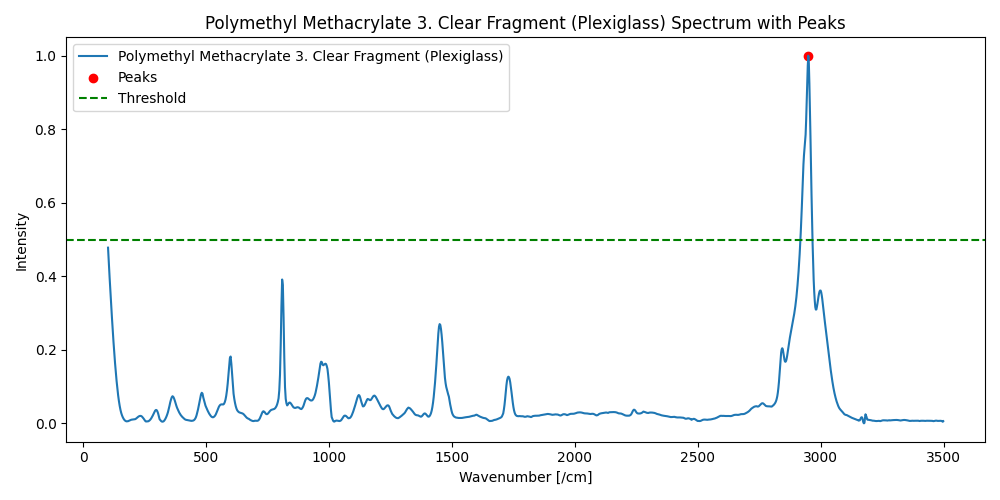 Polymethyl Methacrylate 3. Clear Fragment (Plexiglass) Spectrum with Peaks
Polymethyl Methacrylate 3. Clear Fragment (Plexiglass)
Peaks
Threshold
1.0
0.8
0.6
0.4
0.2
0.0
Intensity
0 500 1000 1500 2000 2500 3000 3500
Wavenumber [/cm]